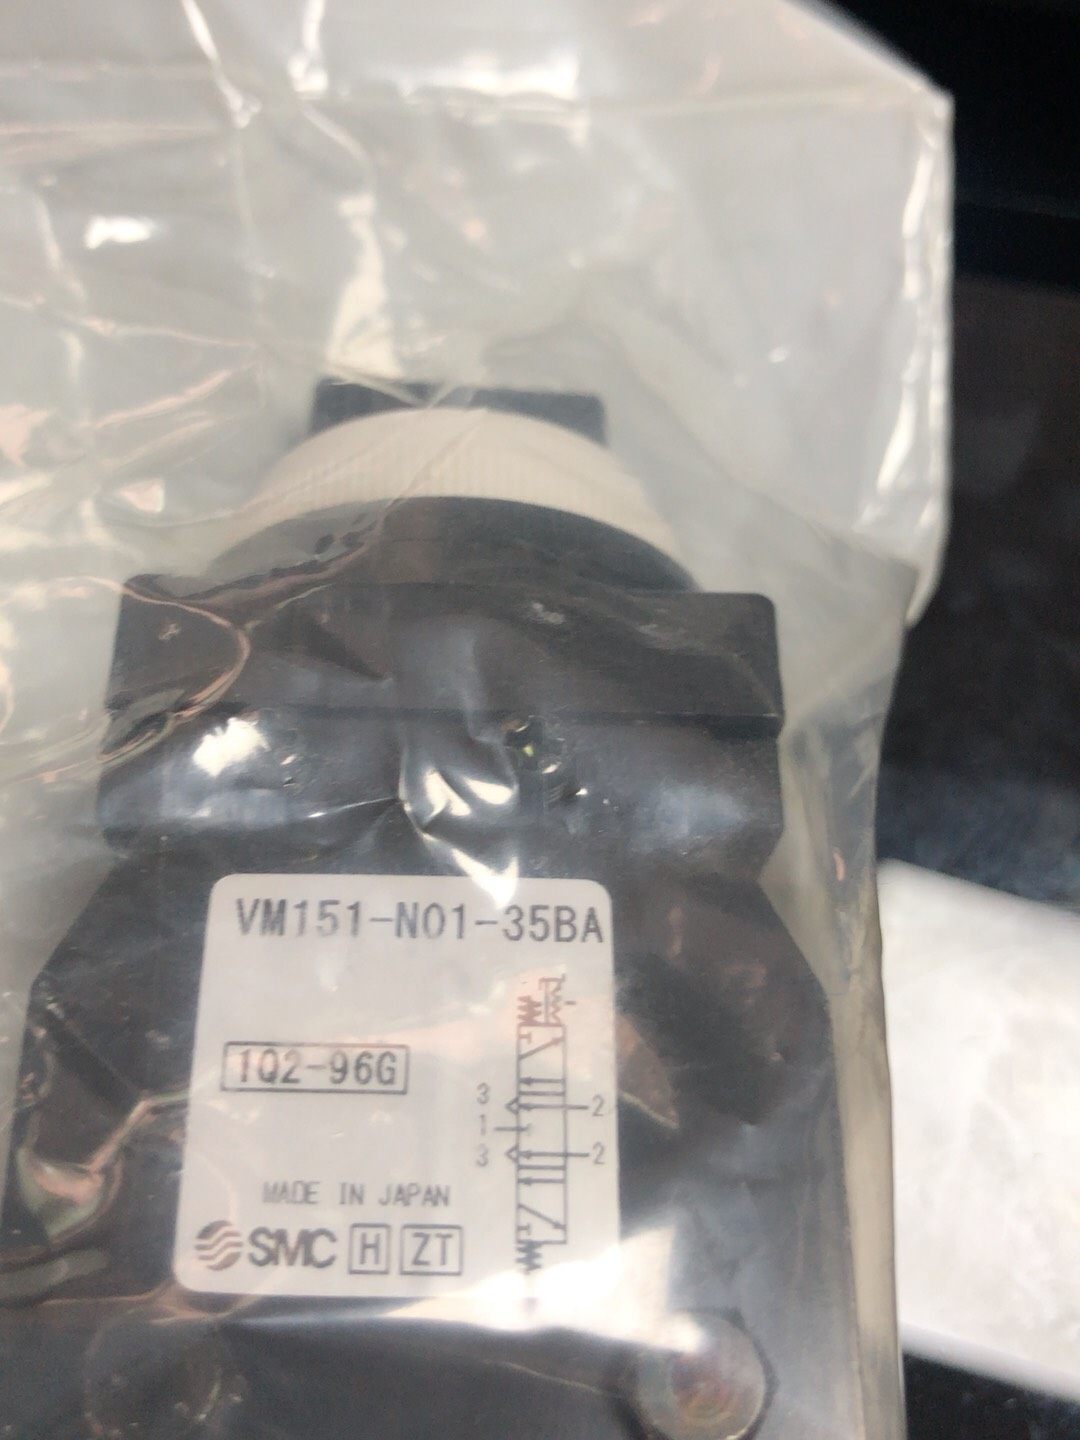 VM151-N01-35BA
1Q2-96G
3
2
1
3
2
MADE IN JAPAN
SMC H ZT